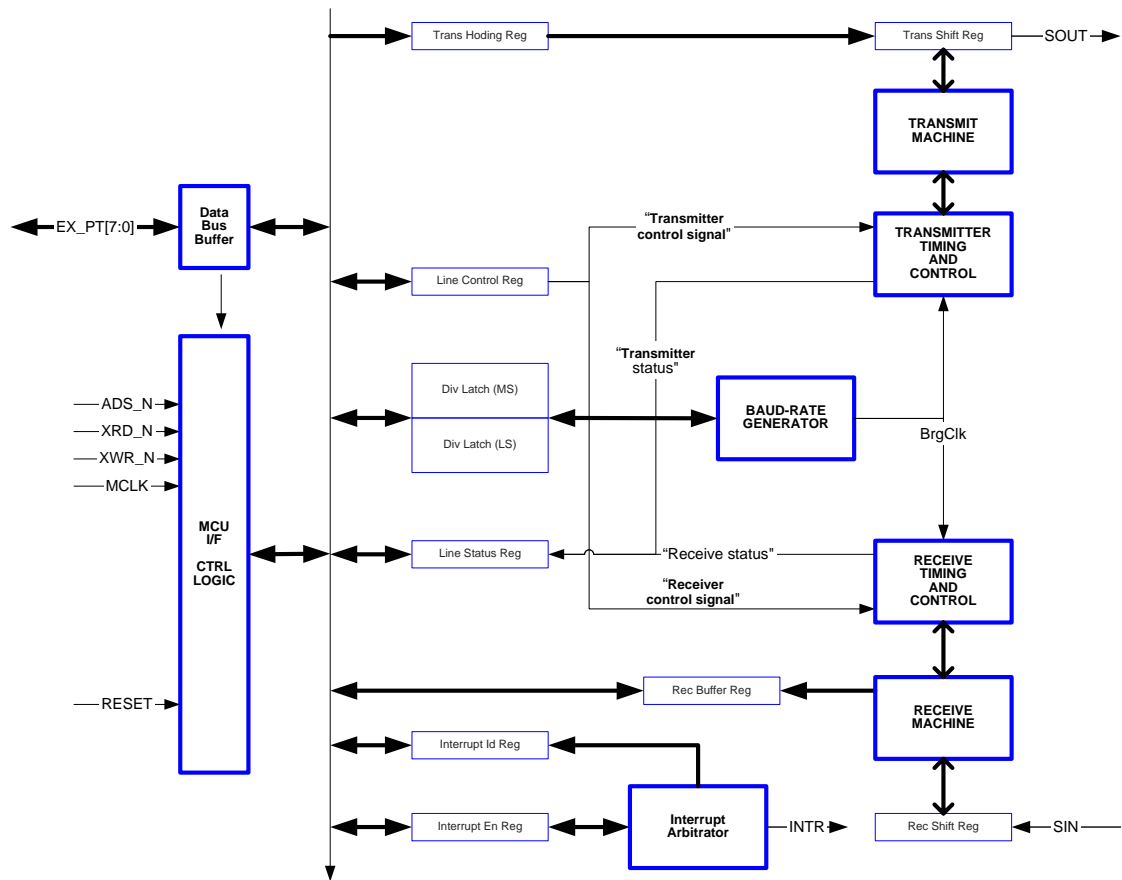 Trans Hoding Reg
Trans Shift Reg
SOUT
TRANSMIT
MACHINE
EX_PT[7:0]
Data
Bus
Buffer
“Transmitter
control signal”
TRANSMITTER
TIMING
AND
CONTROL
Line Control Reg
“Transmitter
status”
Div Latch (MS)
Div Latch (LS)
BAUD-RATE
GENERATOR
BrgClk
ADS_N
XRD_N
XWR_N
MCLK
RESET
MCU
I/F
CTRL
LOGIC
Line Status Reg
“Receive status”
“Receiver
control signal”
RECEIVE
TIMING
AND
CONTROL
Rec Buffer Reg
RECEIVE
MACHINE
Interrupt Id Reg
Interrupt En Reg
Interrupt
Arbitrator
INTR
Rec Shift Reg
SIN